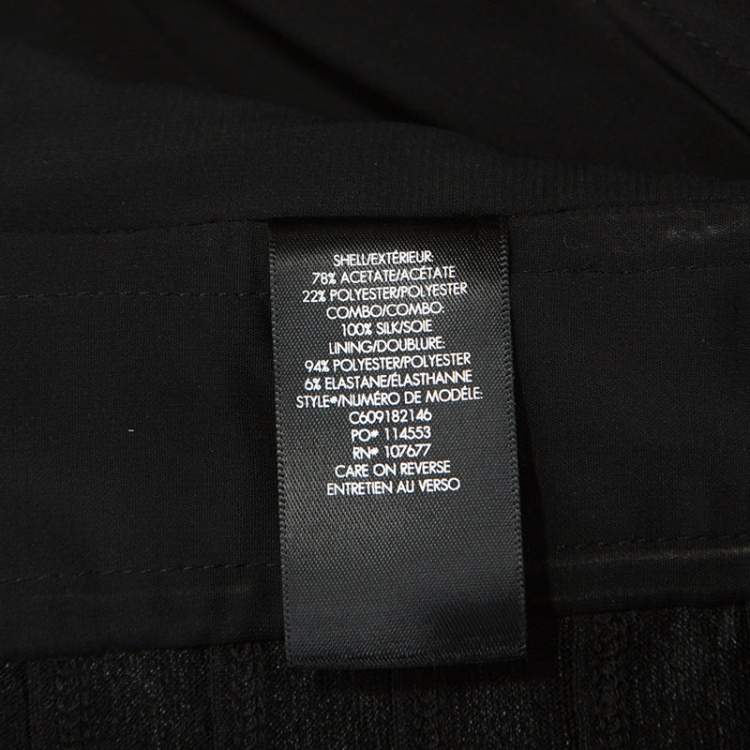 SHELL/EXTÉRIEUR:
78% ACETATE/ACÉTATE
22% POLYESTER/POLYESTER
COMBO/COMBO:
100% SILK/SOIE
LINING/DOUBLURE:
94% POLYESTER/POLYESTER
6% ELASTANE/ÉLASTHANNE
STYLE#/NUMÉRO DE MODÉLE:
C609182146
PO# 114553
RN# 107677
CARE ON REVERSE
ENTRETIEN AU VERSO